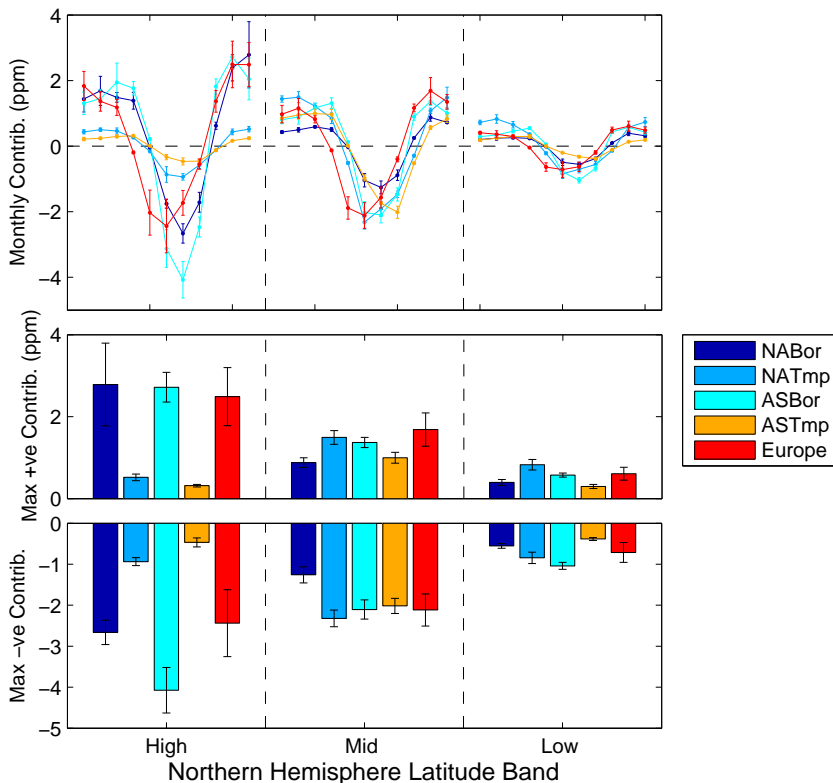 4
2
0
−2
−4
Monthly Contrib. (ppm)
4
2
0
Max +ve Contrib. (ppm)
NABor
NATmp
ASBor
ASTmp
Europe
0
−1
−2
−3
−4
−5
Max −ve Contrib.
High
Mid
Low
Northern Hemisphere Latitude Band